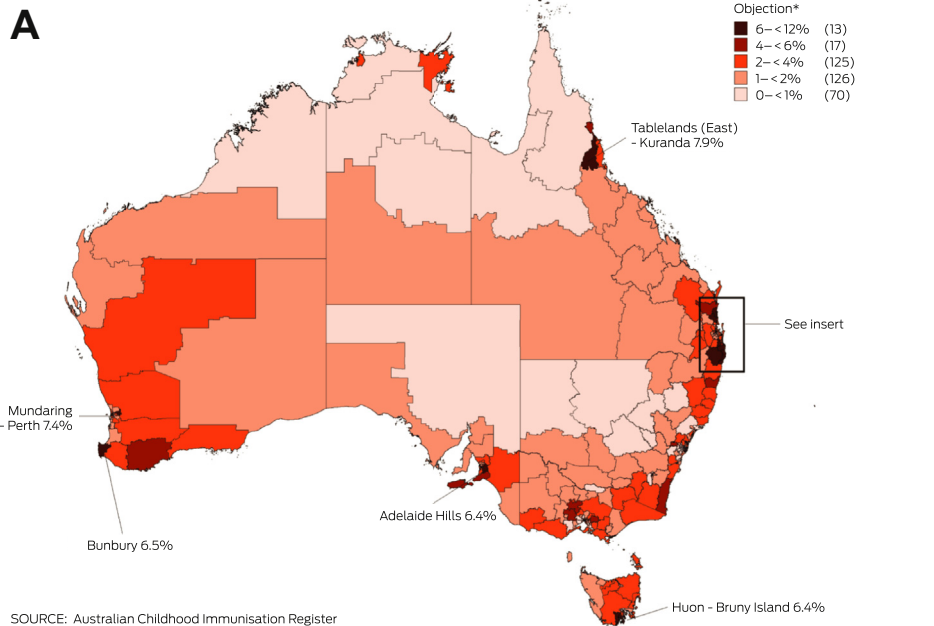 A
Objection*
6–<12% (13)
4–<6% (17)
2–<4% (125)
1–<2% (126)
0–<1% (70)
Tablelands (East)
- Kuranda 7.9%
See insert
Mundaring
- Perth 7.4%
Adelaide Hills 6.4%
Bunbury 6.5%
Huon - Bruny Island 6.4%
SOURCE: Australian Childhood Immunisation Register